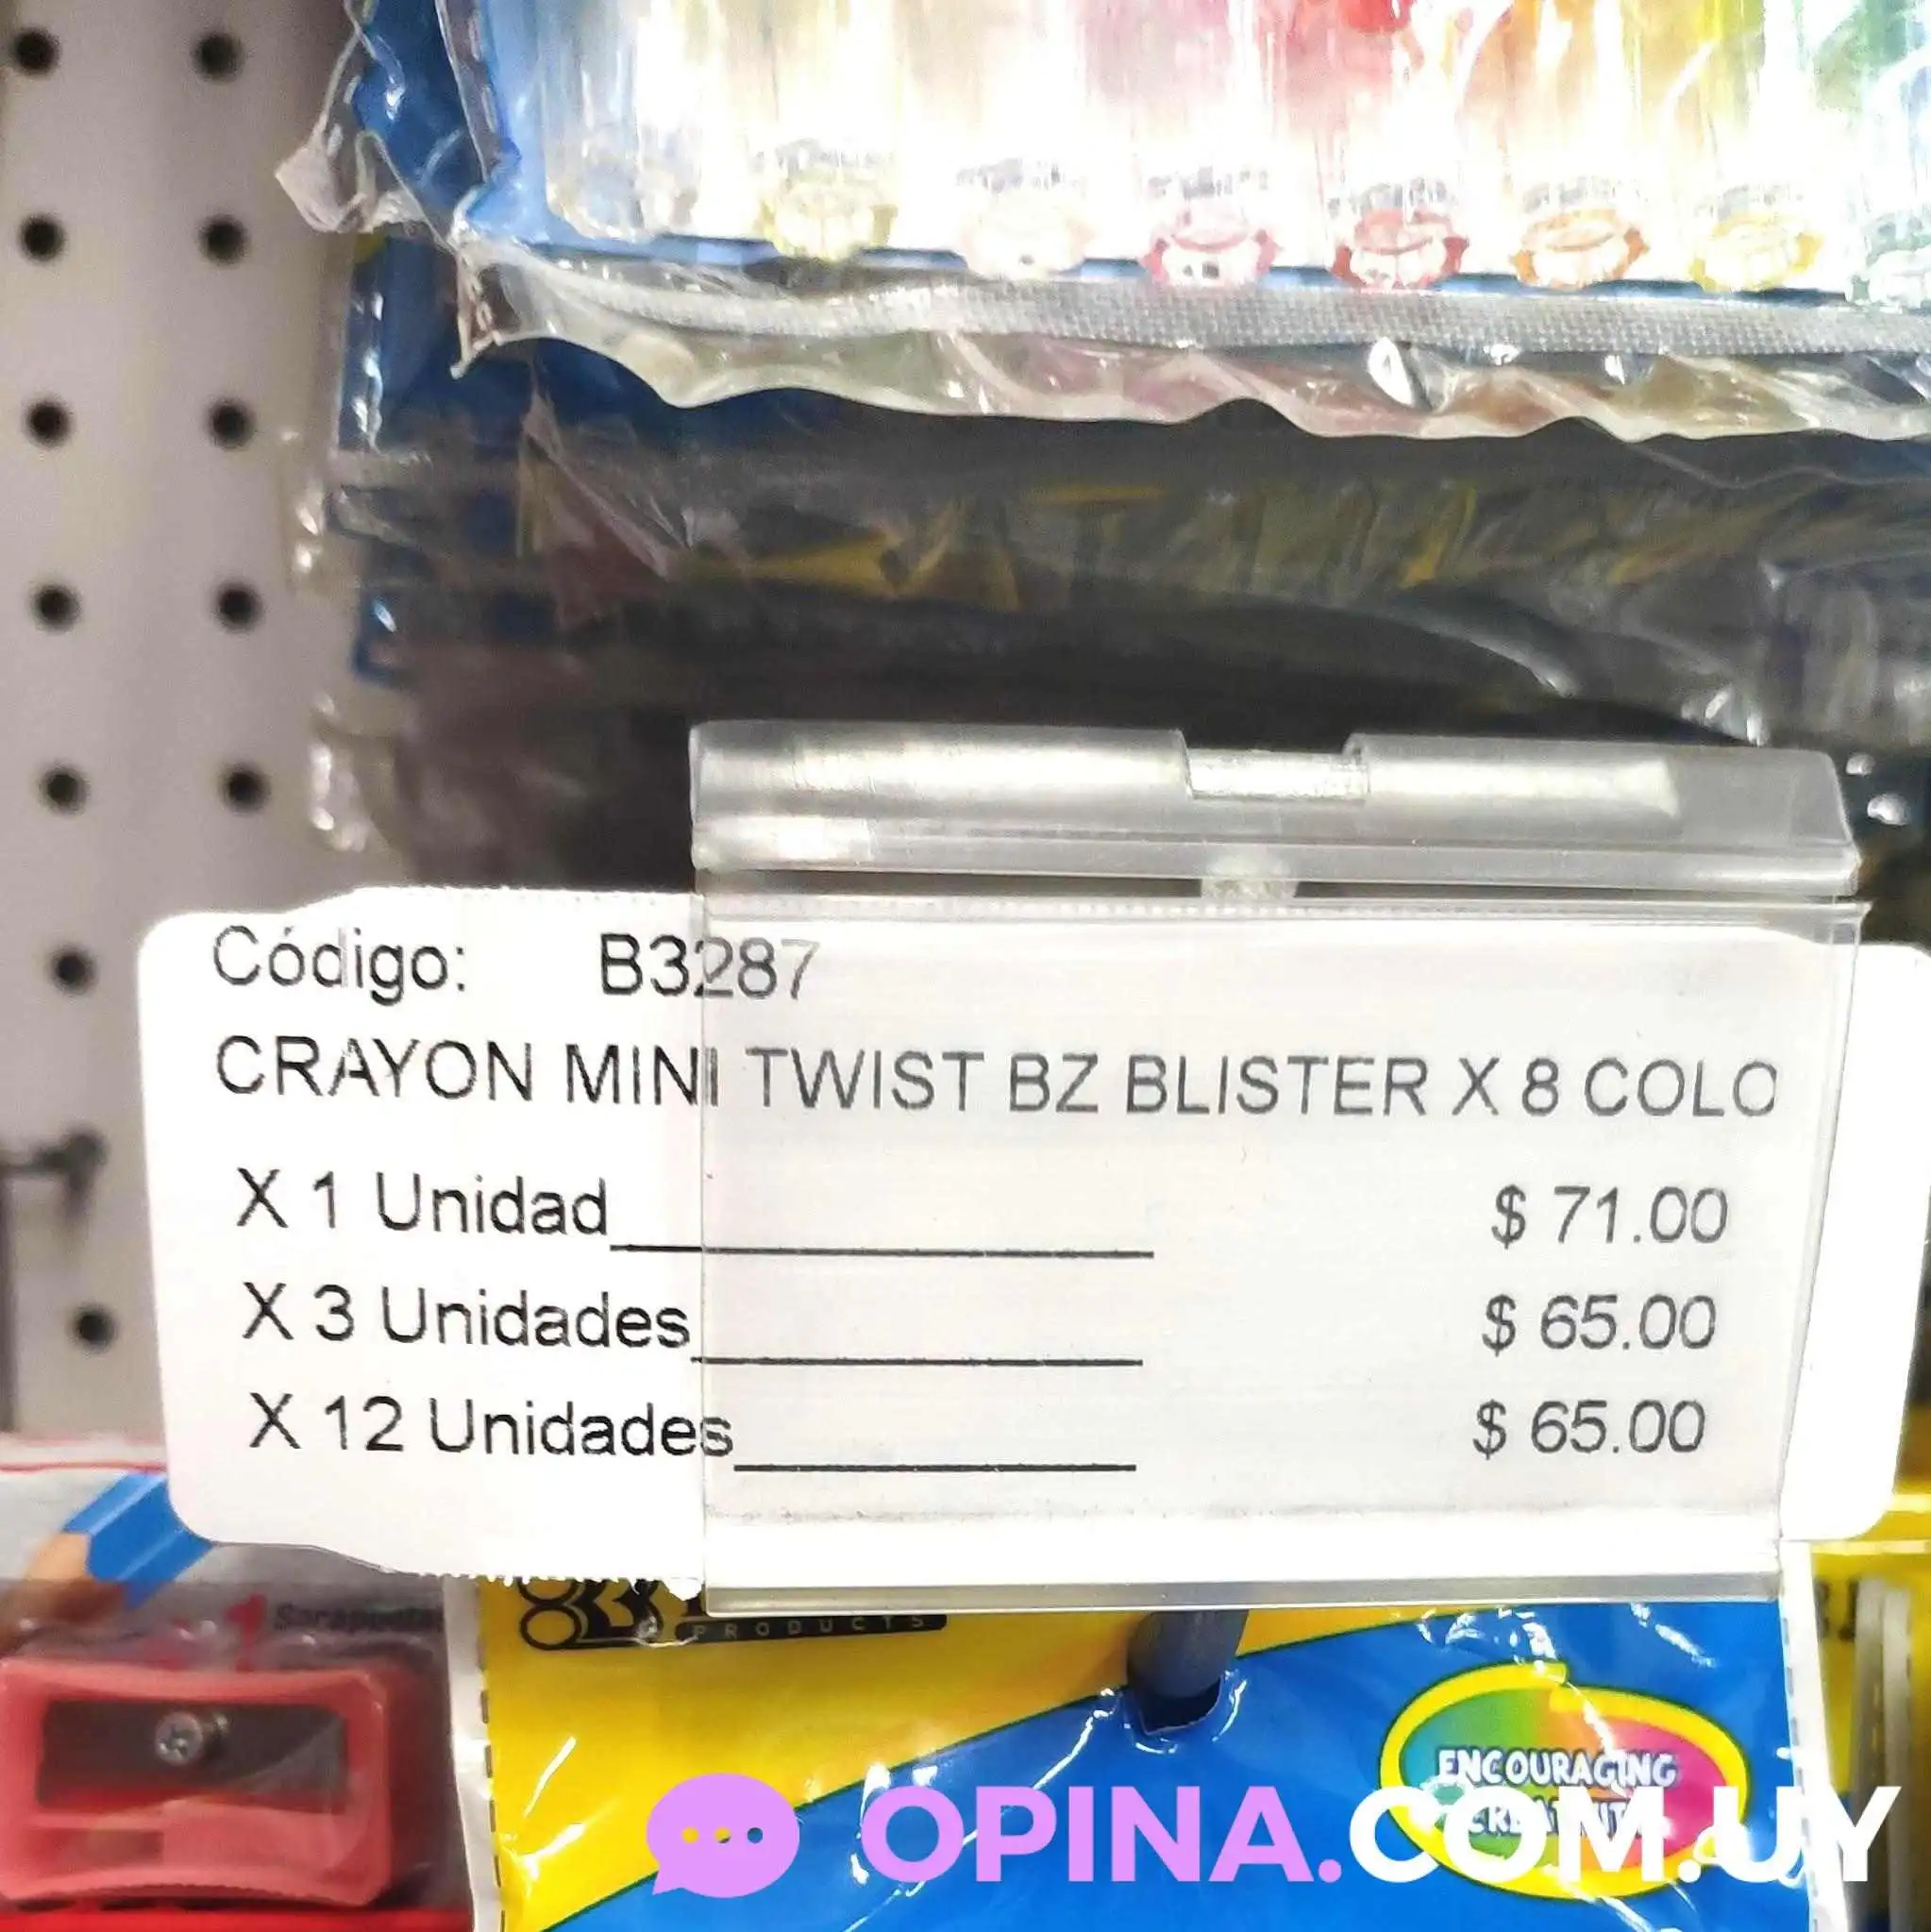 Código: B3287
CRAYON MINI TWIST BZ BLISTER X 8 COLO
X 1 Unidad $ 71.00
X 3 Unidades $ 65.00
X 12 Unidades $ 65.00
PRODUCTS
ENCOURAGING
OPINA.COM.UY